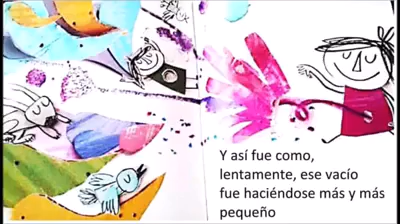 Y así fue como,
lentamente, ese vacío
fue haciéndose más y más
pequeño